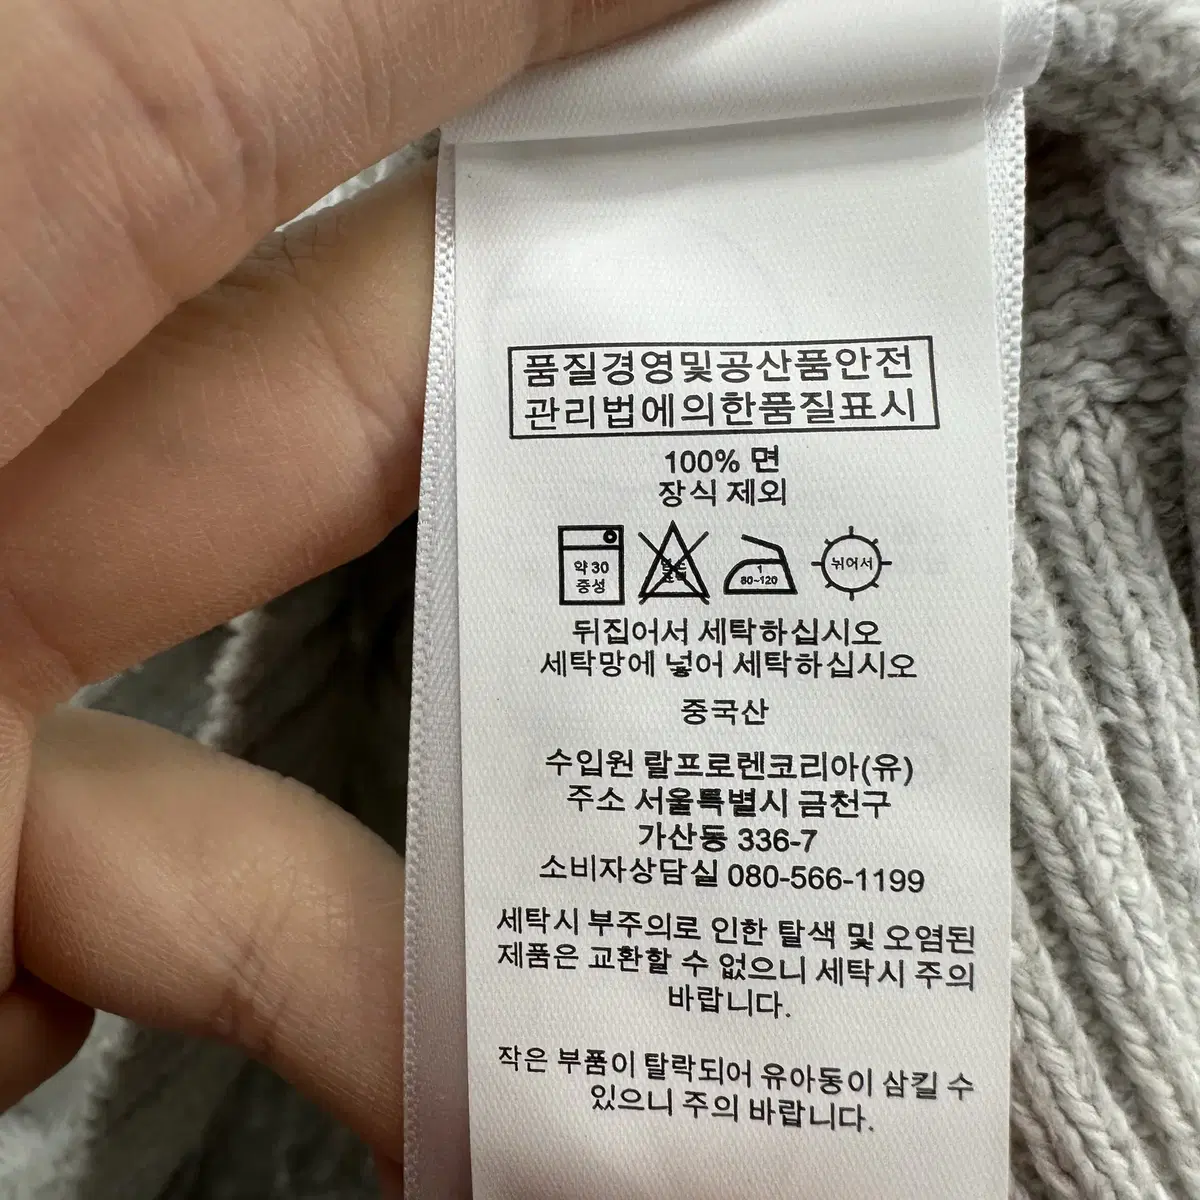 품질경영및공산품안전
관리법에의한품질표시
100% 면
장식 제외
약 30
중성
1
80~120
뉘어서
뒤집어서 세탁하십시오
세탁망에 넣어 세탁하십시오
중국산
수입원 랄프로렌코리아(유)
주소 서울특별시 금천구
가산동 336-7
소비자상담실 080-566-1199
세탁시 부주의로 인한 탈색 및 오염된
제품은 교환할 수 없으니 세탁시 주의
바랍니다.
작은 부품이 탈락되어 유아동이 삼킬 수
있으니 주의 바랍니다.